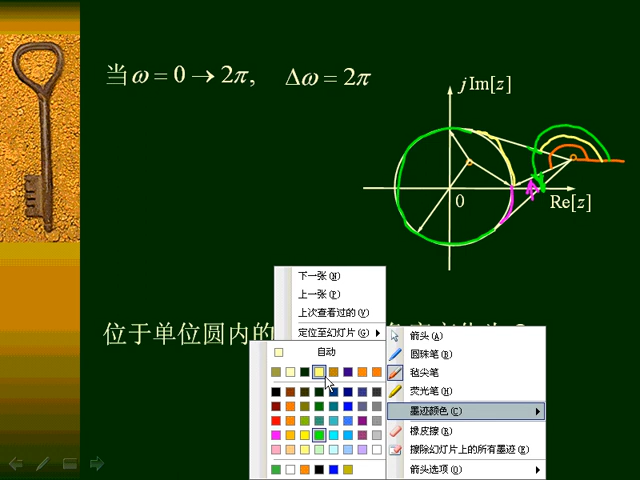 当 ω = 0 → 2π, Δω = 2π
j Im[z]
0
Re[z]
位于单位圆内的
下一张(N)
上一张(P)
上次查看过的(V)
定位至幻灯片(G)
自动
箭头(A)
圆珠笔(B)
毡尖笔
荧光笔(H)
墨迹颜色(C)
橡皮擦(R)
擦除幻灯片上的所有墨迹(E)
箭头选项(O)